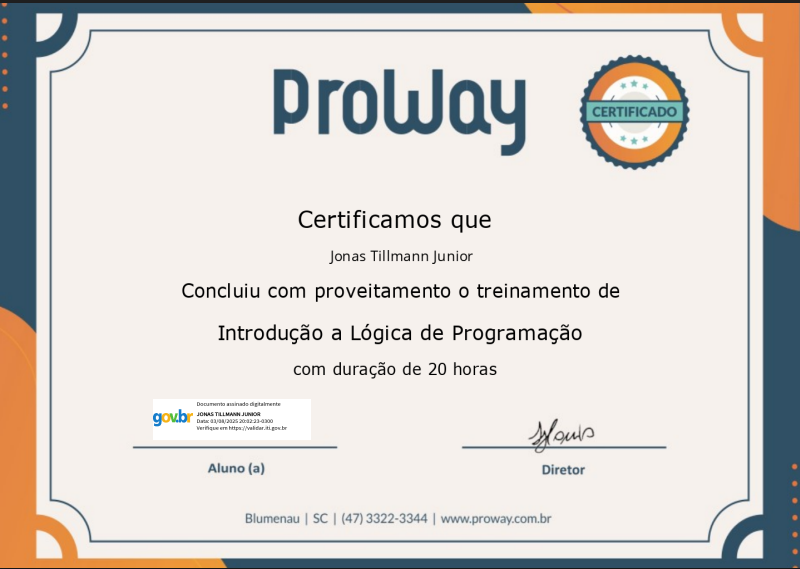 ProWay
CERTIFICADO
Certificamos que
Jonas Tillmann Junior
Concluiu com proveitamento o treinamento de
Introdução a Lógica de Programação
com duração de 20 horas
gov.br
Documento assinado digitalmente
JONAS TILLMANN JUNIOR
Data: 03/08/2025 20:02:23-0300
Verifique em https://validar.iti.gov.br
Aluno (a)
Diretor
Blumenau | SC | (47) 3322-3344 | www.proway.com.br